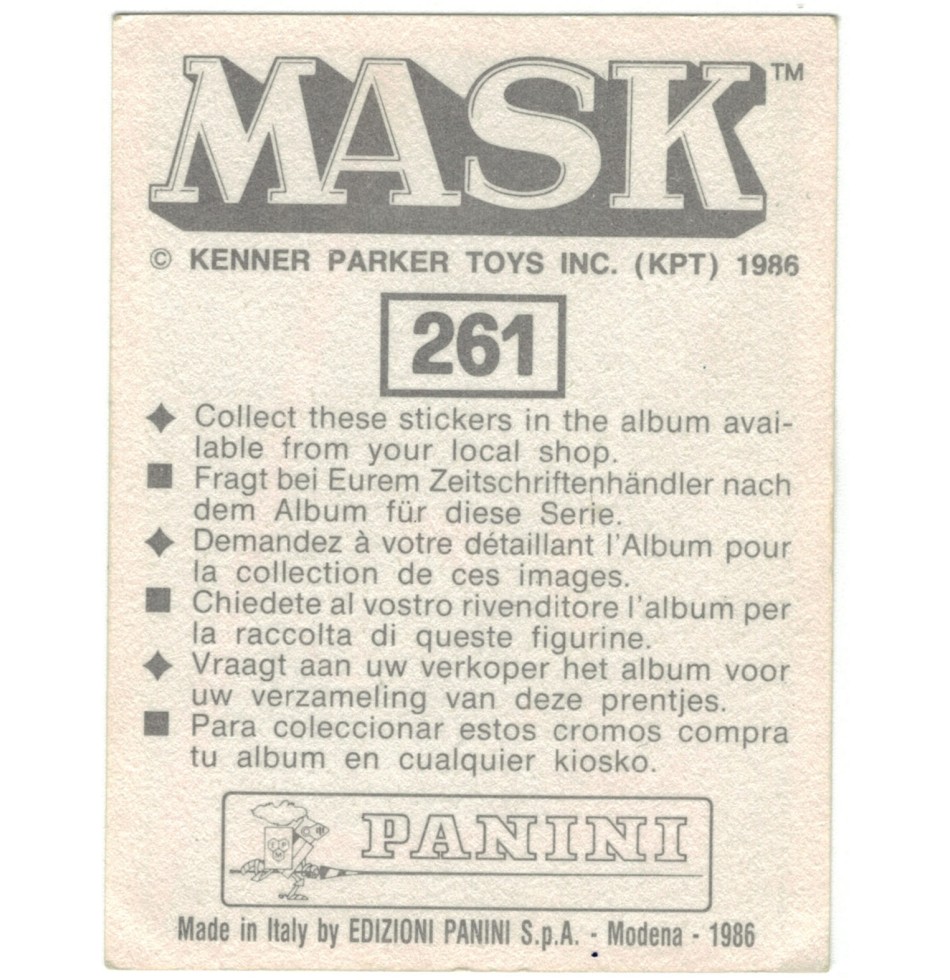 MASK™
© KENNER PARKER TOYS INC. (KPT) 1986
261
Collect these stickers in the album avai-
lable from your local shop.
Fragt bei Eurem Zeitschriftenhändler nach
dem Album für diese Serie.
Demandez à votre détaillant l'Album pour
la collection de ces images.
Chiedete al vostro rivenditore l'album per
la raccolta di queste figurine.
Vraagt aan uw verkoper het album voor
uw verzameling van deze prentjes.
Para coleccionar estos cromos compra
tu album en cualquier kiosko.
PANINI
Made in Italy by EDIZIONI PANINI S.p.A. - Modena - 1986